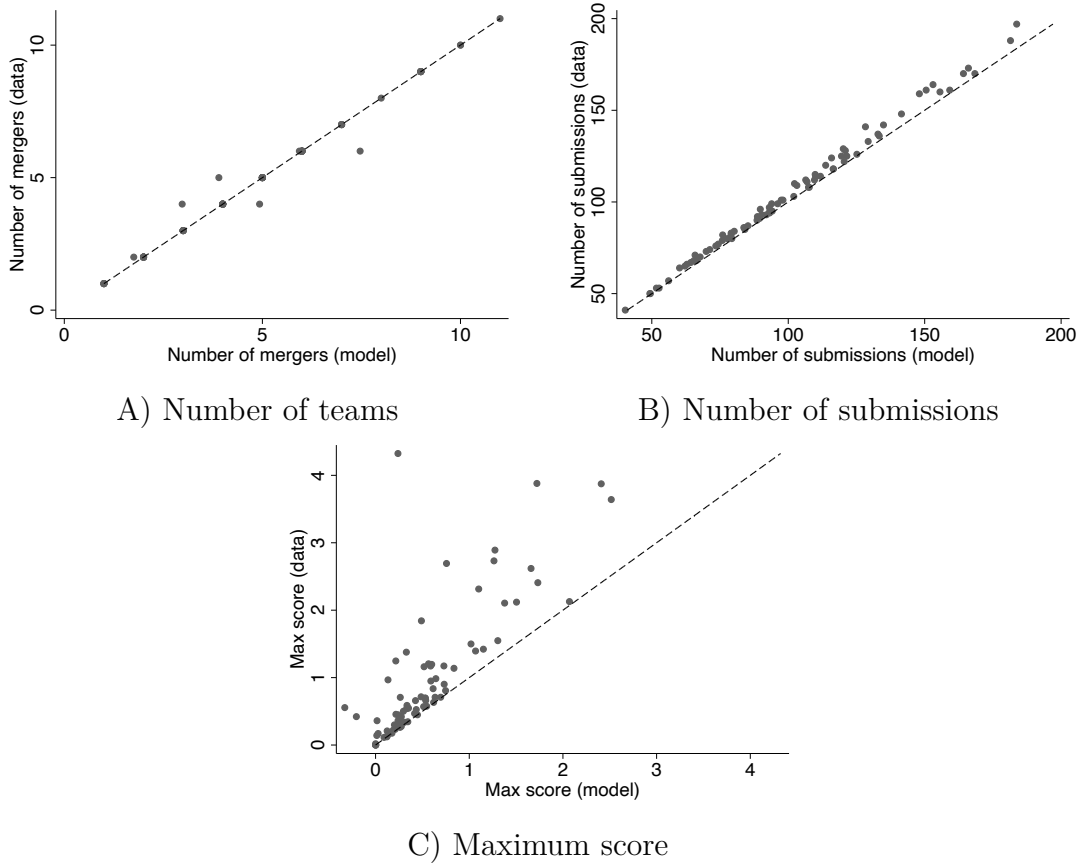 Number of mergers (data)
10
5
0
0
5
10
Number of mergers (model)
A) Number of teams
Number of submissions (data)
200
150
100
50
50
100
150
200
Number of submissions (model)
B) Number of submissions
Max score (data)
4
3
2
1
0
0
1
2
3
4
Max score (model)
C) Maximum score